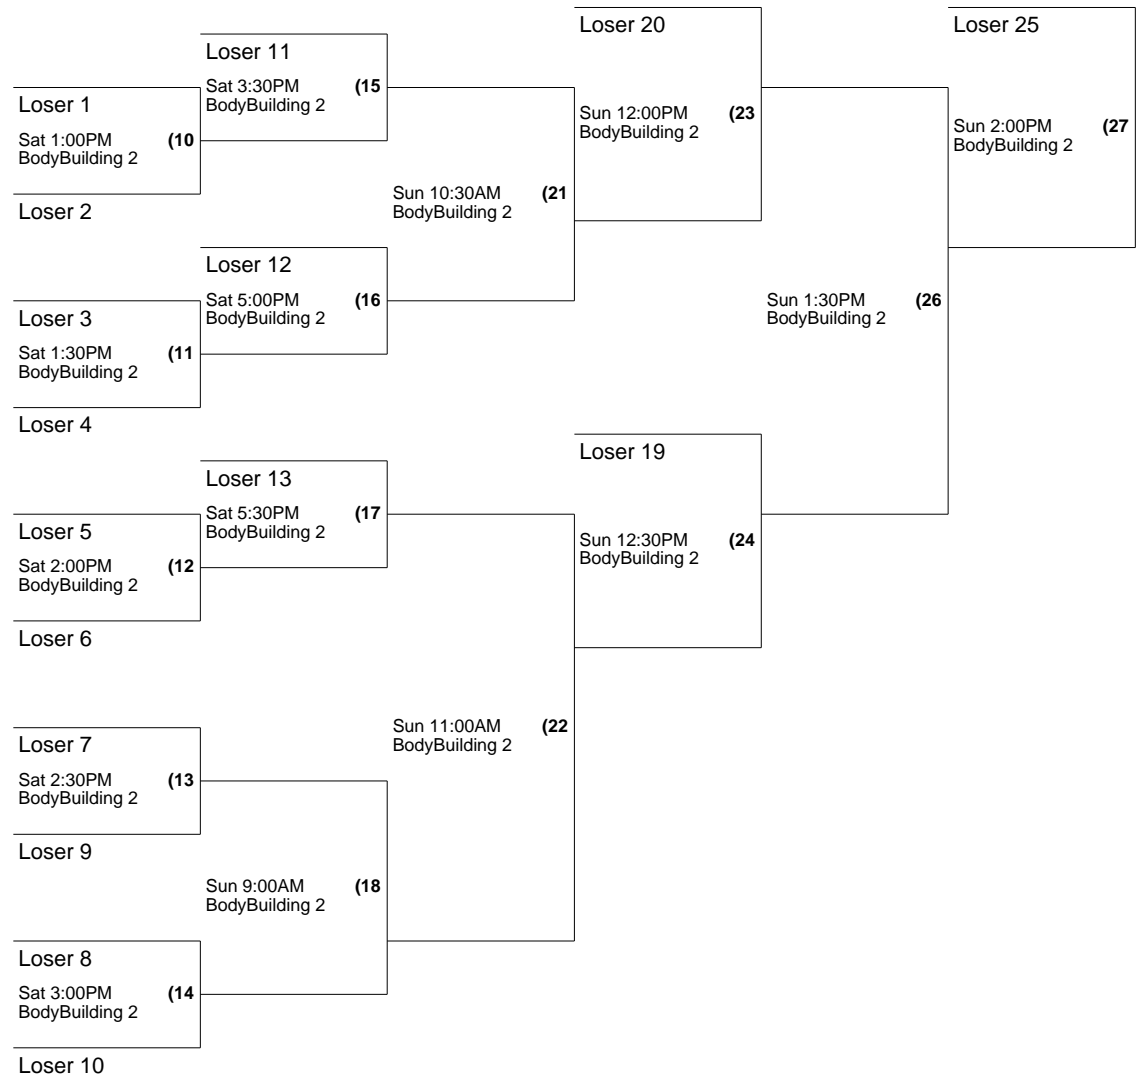 Loser 20
Loser 25
Loser 11
Sat 3:30PM (15
BodyBuilding 2
Loser 1
Sat 1:00PM (10
BodyBuilding 2
Loser 2
Sun 12:00PM (23
BodyBuilding 2
Sun 2:00PM (27
BodyBuilding 2
Sun 10:30AM (21
BodyBuilding 2
Loser 12
Sat 5:00PM (16
BodyBuilding 2
Loser 3
Sat 1:30PM (11
BodyBuilding 2
Loser 4
Sun 1:30PM (26
BodyBuilding 2
Loser 19
Loser 13
Sat 5:30PM (17
BodyBuilding 2
Loser 5
Sat 2:00PM (12
BodyBuilding 2
Loser 6
Sun 12:30PM (24
BodyBuilding 2
Sun 11:00AM (22
BodyBuilding 2
Loser 7
Sat 2:30PM (13
BodyBuilding 2
Loser 9
Sun 9:00AM (18
BodyBuilding 2
Loser 8
Sat 3:00PM (14
BodyBuilding 2
Loser 10